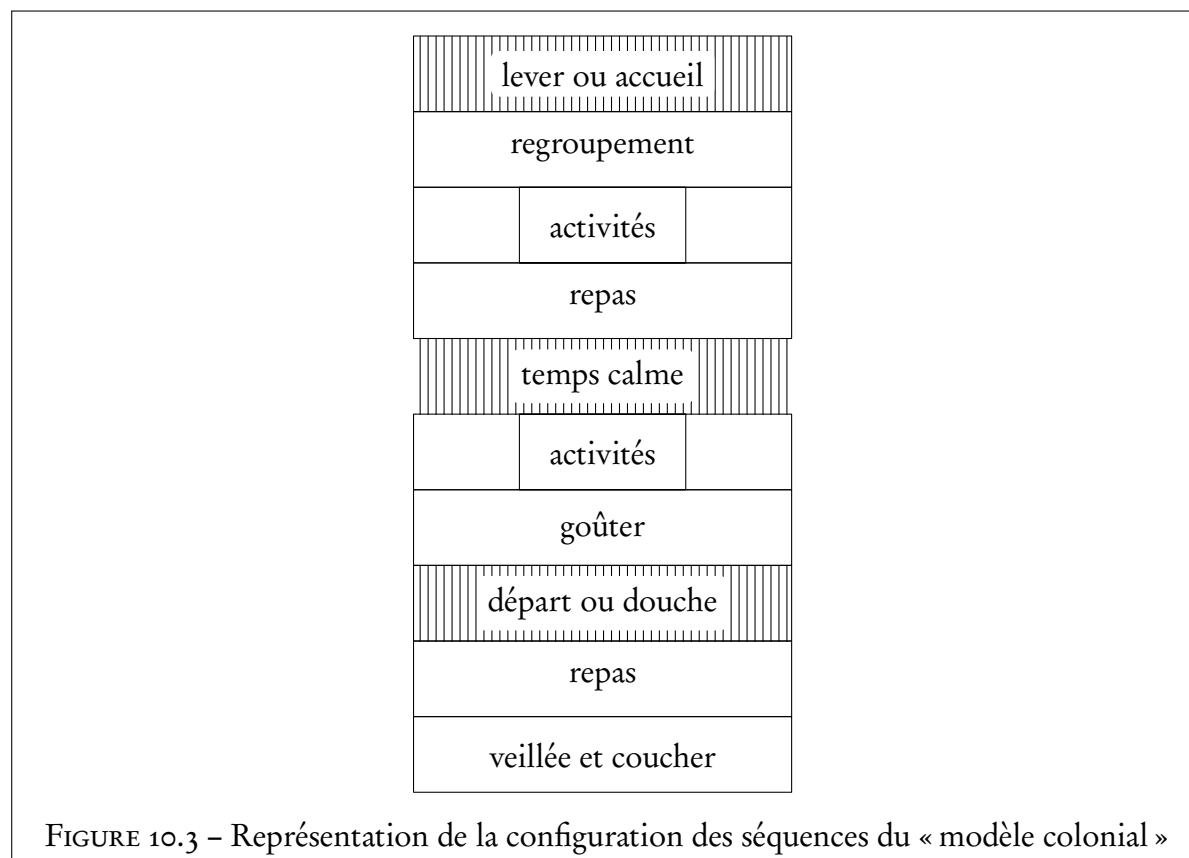 lever ou accueil
regroupement
activités
repas
temps calme
activités
goûter
départ ou douche
repas
veillée et coucher
FIGURE 10.3 – Représentation de la configuration des séquences du « modèle colonial »